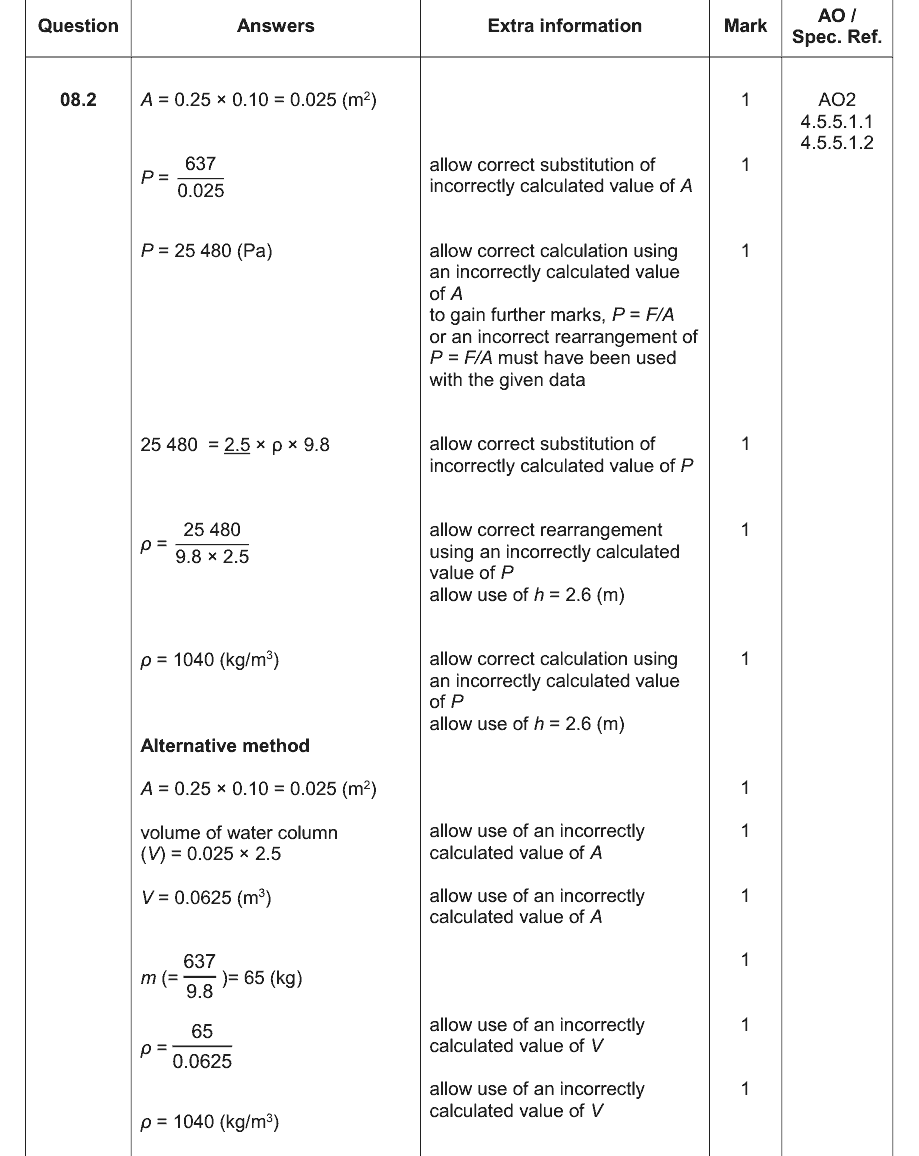 Question Answers Extra information Mark AO /
Spec. Ref.
08.2 A = 0.25 × 0.10 = 0.025 (m²) 1 AO2
4.5.5.1.1
4.5.5.1.2
P = 637/0.025 allow correct substitution of 1
incorrectly calculated value of A
P = 25 480 (Pa) allow correct calculation using 1
an incorrectly calculated value
of A
to gain further marks, P = F/A
or an incorrect rearrangement of
P = F/A must have been used
with the given data
25 480 = 2.5 × ρ × 9.8 allow correct substitution of 1
incorrectly calculated value of P
ρ = 25 480/9.8 × 2.5 allow correct rearrangement 1
using an incorrectly calculated
value of P
allow use of h = 2.6 (m)
ρ = 1040 (kg/m³) allow correct calculation using 1
an incorrectly calculated value
of P
allow use of h = 2.6 (m)
Alternative method
A = 0.25 × 0.10 = 0.025 (m²) 1
volume of water column allow use of an incorrectly 1
(V) = 0.025 × 2.5 calculated value of A
V = 0.0625 (m³) allow use of an incorrectly 1
calculated value of A
m (= 637/9.8 )= 65 (kg) 1
ρ = 65/0.0625 allow use of an incorrectly 1
calculated value of V
allow use of an incorrectly 1
calculated value of V
ρ = 1040 (kg/m³)